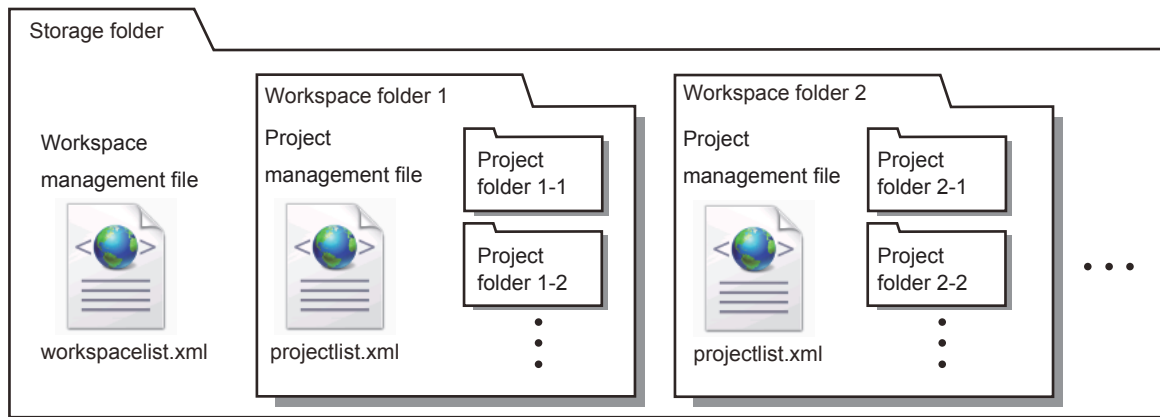 Storage folder
Workspace
management file
workspacelist.xml
Workspace folder 1
Project
management file
projectlist.xml
Project
folder 1-1
Project
folder 1-2
Workspace folder 2
Project
management file
projectlist.xml
Project
folder 2-1
Project
folder 2-2